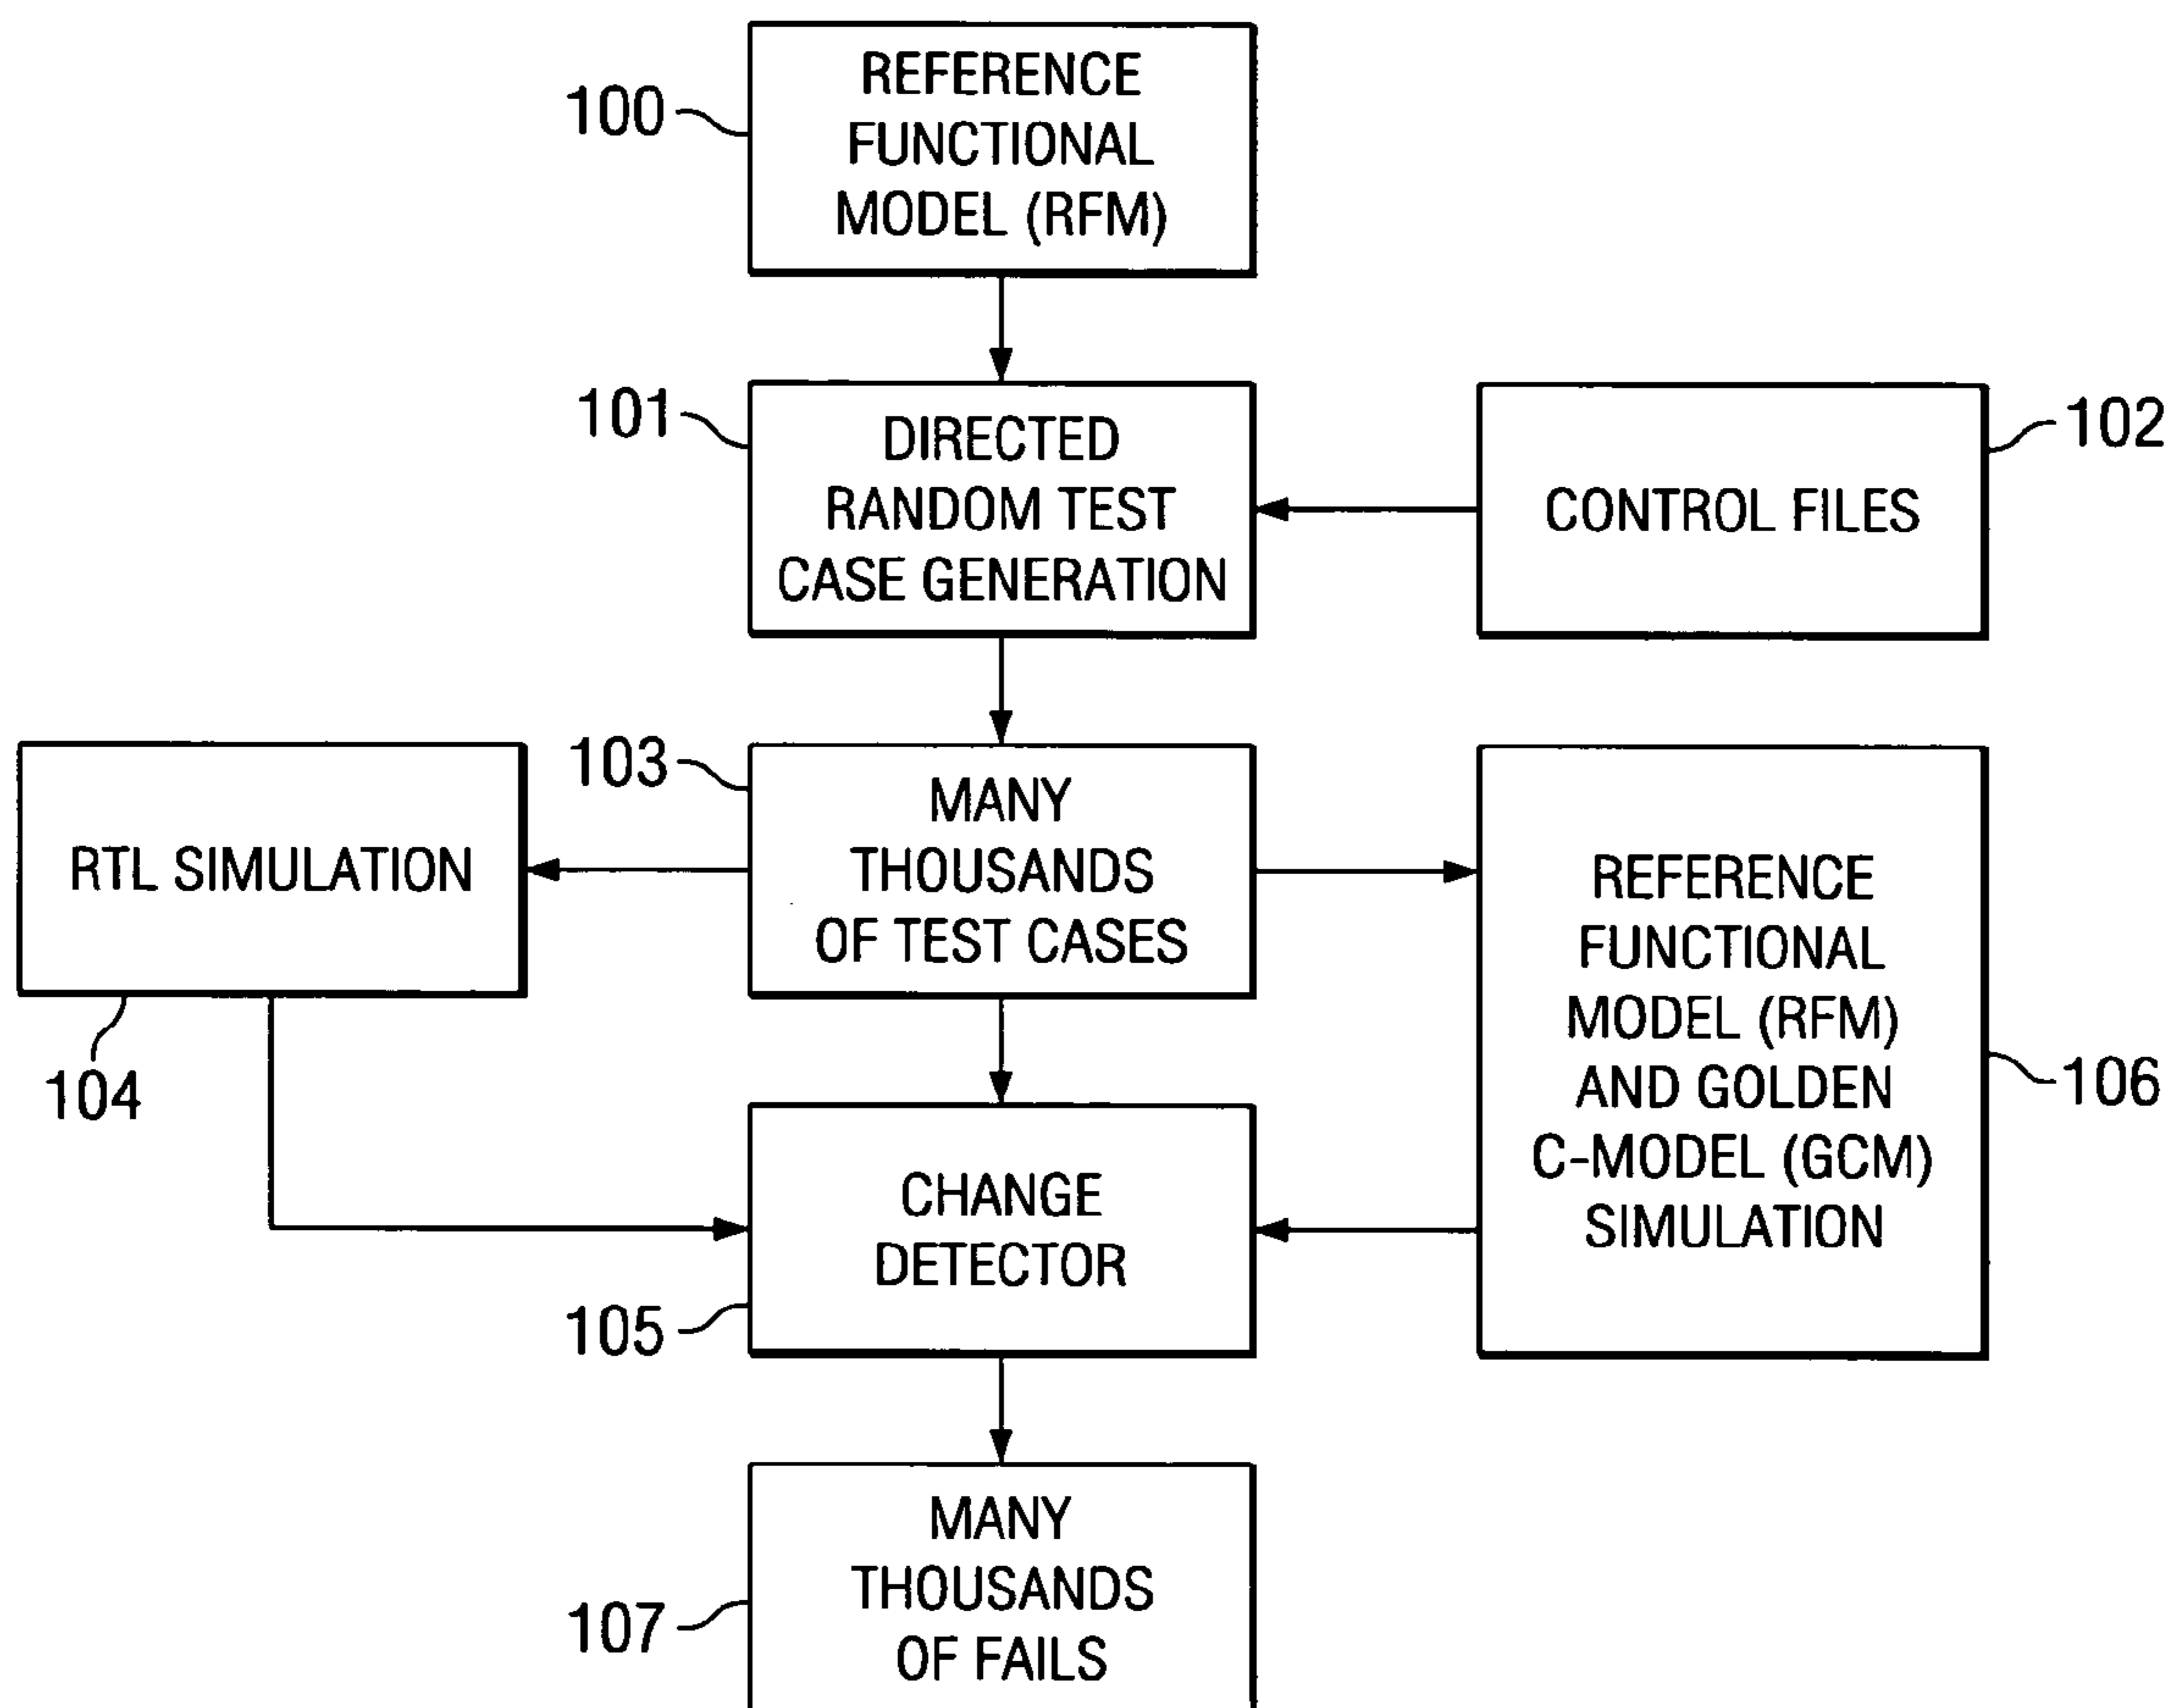 100
REFERENCE
FUNCTIONAL
MODEL (RFM)
101
DIRECTED
RANDOM TEST
CASE GENERATION
CONTROL FILES
102
RTL SIMULATION
104
103
MANY
THOUSANDS
OF TEST CASES
REFERENCE
FUNCTIONAL
MODEL (RFM)
AND GOLDEN
C-MODEL (GCM)
SIMULATION
106
CHANGE
DETECTOR
105
MANY
THOUSANDS
OF FAILS
107